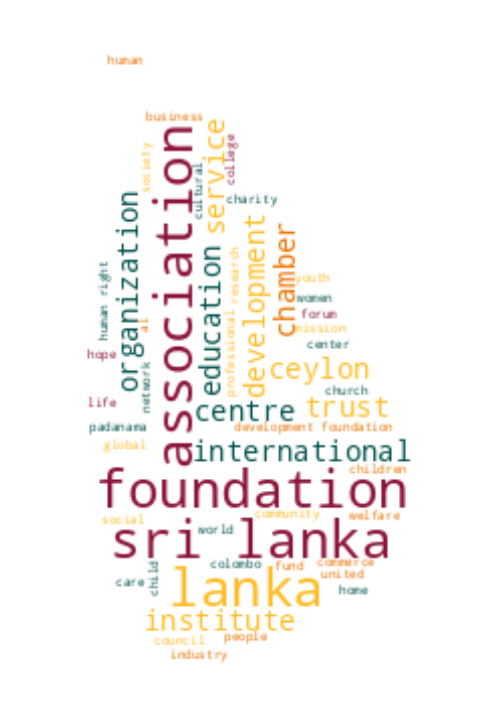 human
business
association
service
society
college
cultural
charity
organization
development
chamber
education
professional
research
human right
youth
women
forum
mission
al
center
hope
ceylon
network
church
life
centre
trust
padanama
development foundation
global
international
children
foundation
social
community
welfare
world
sri lanka
colombo
fund
commerce
united
care
child
lanka
home
institute
council
people
industry